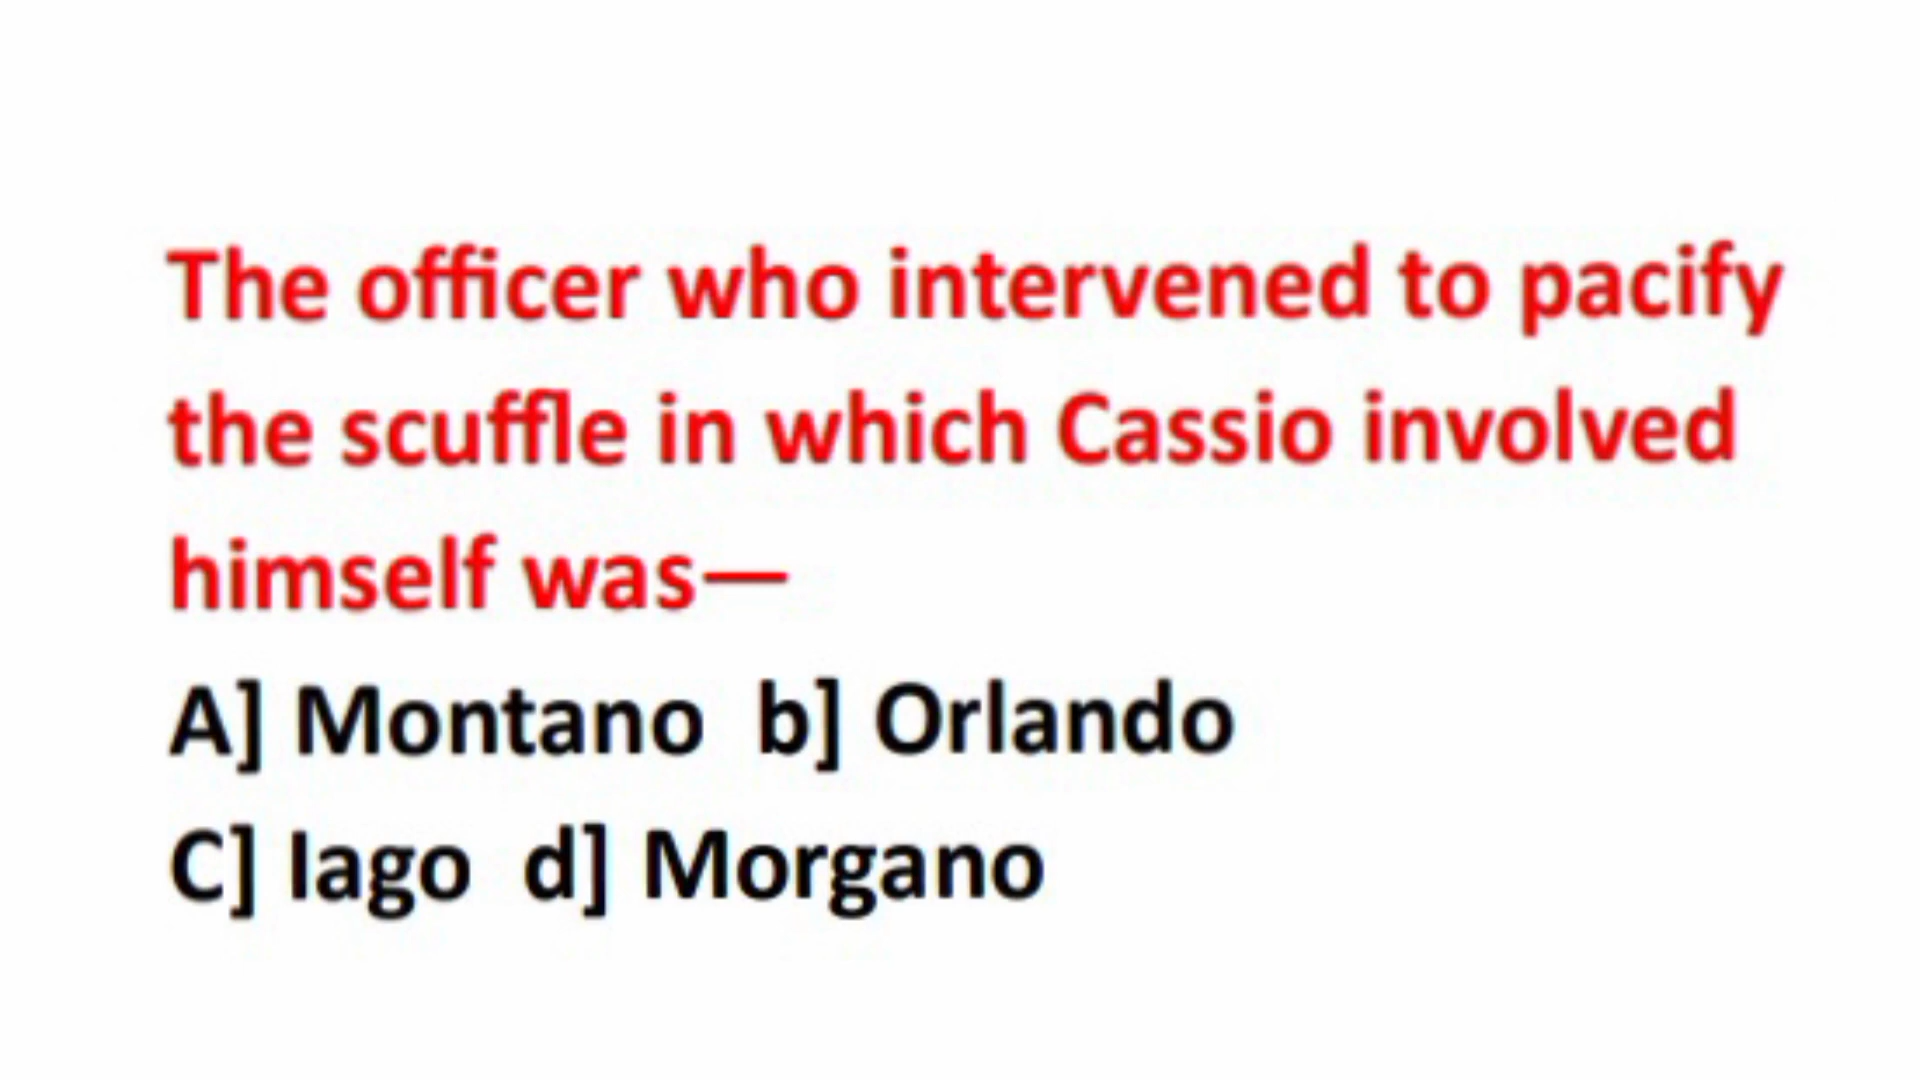 The officer who intervened to pacify
the scuffle in which Cassio involved
himself was—
A] Montano b] Orlando
C] Iago d] Morgano